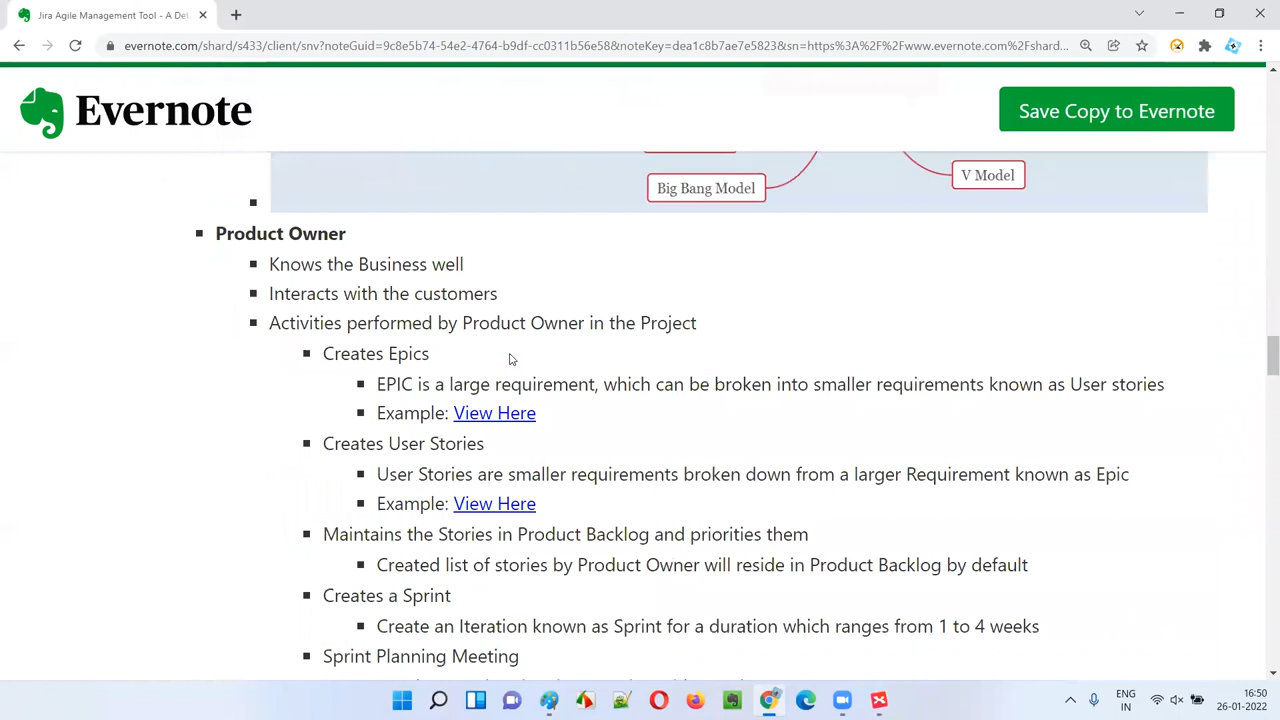 Jira Agile Management Tool - A Det
evernote.com/shard/s433/client/snv?noteGuid=9c8e5b74-54e2-4764-b9df-cc0311b56e58&noteKey=dea1c8b7ae7e5823&sn=https%3A%2F%2Fwww.evernote.com%2Fshard...
Evernote
Save Copy to Evernote
Big Bang Model
V Model
Product Owner
Knows the Business well
Interacts with the customers
Activities performed by Product Owner in the Project
Creates Epics
EPIC is a large requirement, which can be broken into smaller requirements known as User stories
Example: View Here
Creates User Stories
User Stories are smaller requirements broken down from a larger Requirement known as Epic
Example: View Here
Maintains the Stories in Product Backlog and priorities them
Created list of stories by Product Owner will reside in Product Backlog by default
Creates a Sprint
Create an Iteration known as Sprint for a duration which ranges from 1 to 4 weeks
Sprint Planning Meeting
ENG
IN
16:50
26-01-2022